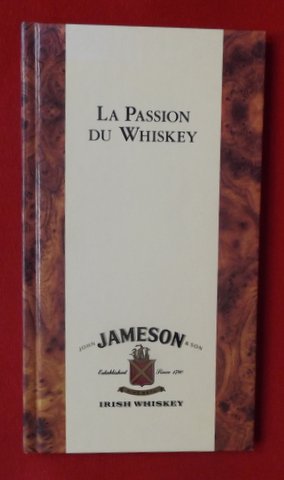 LA PASSION
DU WHISKEY
JOHN JAMESON & SON
Established Since 1780
IRISH WHISKEY